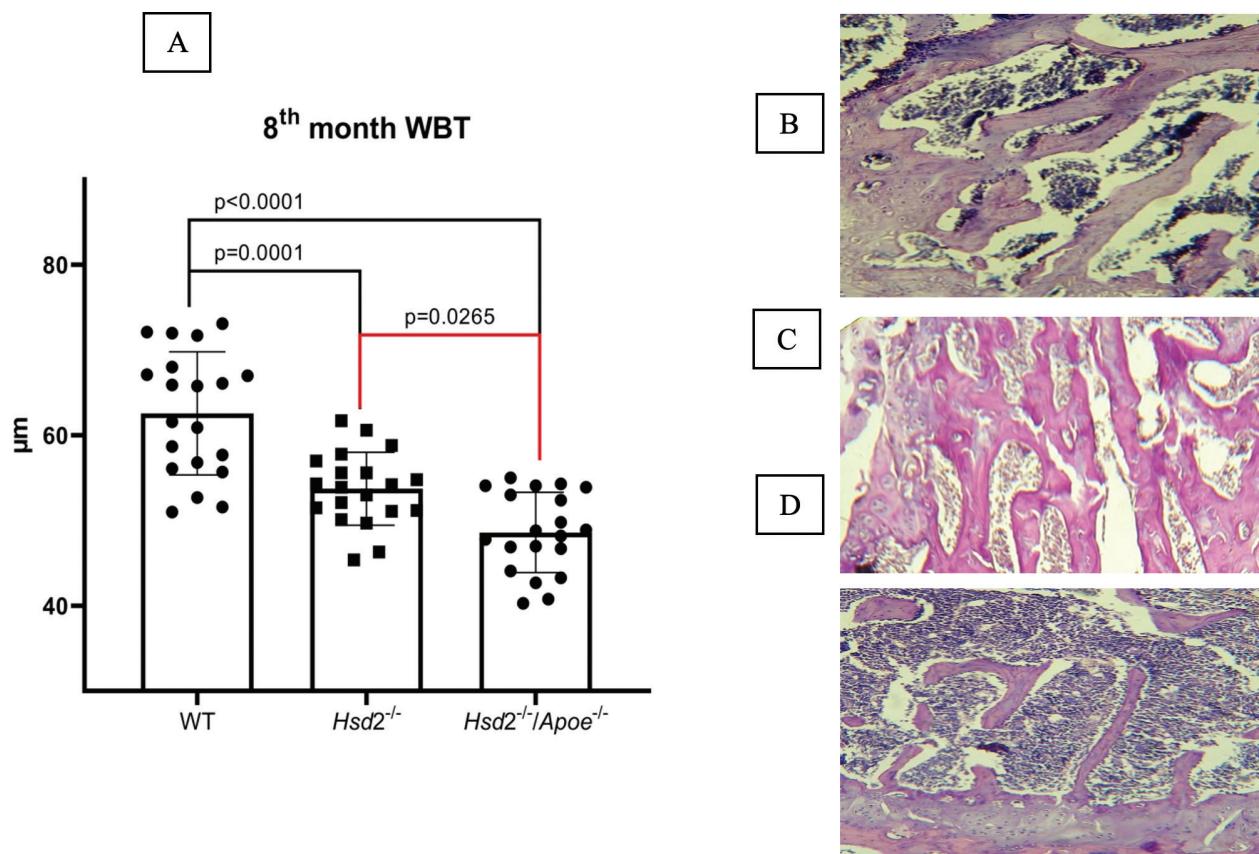 A
8th month WBT
p<0.0001
p=0.0001
p=0.0265
80
60
40
µm
WT
Hsd2-/-
Hsd2-/-/Apoe-/-
B
C
D